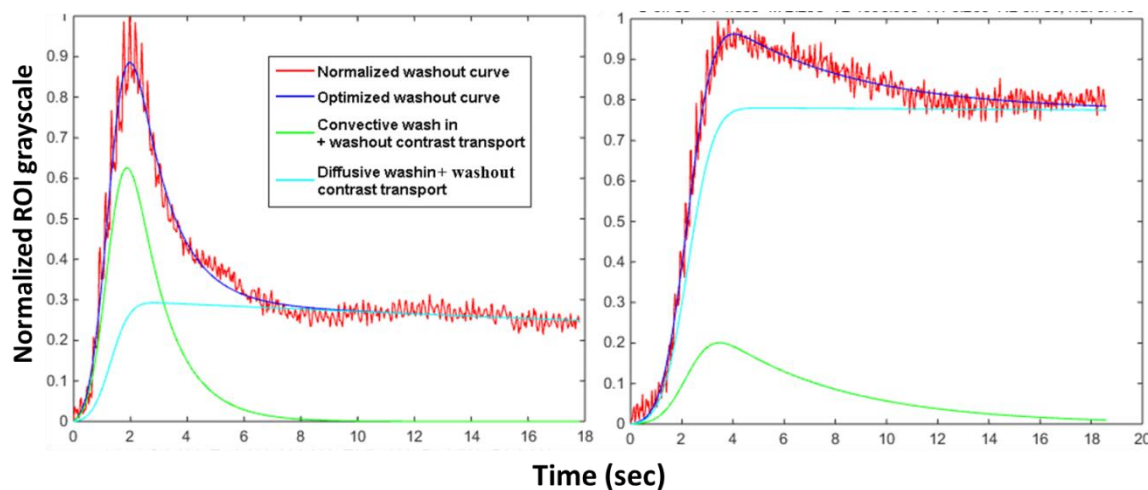 1
0.9
0.8
0.7
0.6
0.5
0.4
0.3
0.2
0.1
0
0 2 4 6 8 10 12 14 16 18
Normalized ROI grayscale
Normalized washout curve
Optimized washout curve
Convective wash in
+ washout contrast transport
Diffusive washin+ washout
contrast transport
1
0.9
0.8
0.7
0.6
0.5
0.4
0.3
0.2
0.1
0
0 2 4 6 8 10 12 14 16 18 20
Time (sec)